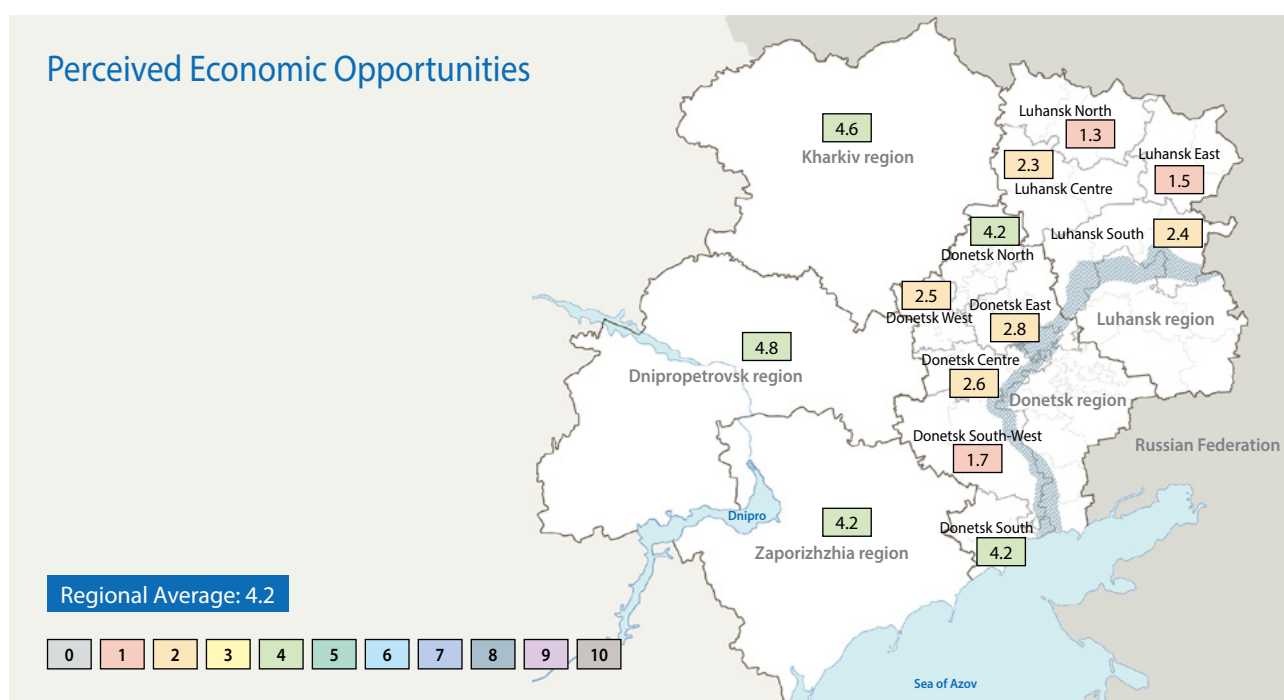 Perceived Economic Opportunities
4.6
Kharkiv region
Luhansk North
1.3
Luhansk East
1.5
2.3
Luhansk Centre
Luhansk South
2.4
4.2
Donetsk North
2.5
Donetsk West
Donetsk East
2.8
Luhansk region
4.8
Dnipropetrovsk region
Donetsk Centre
2.6
Donetsk region
Donetsk South-West
1.7
Russian Federation
Dnipro
4.2
Zaporizhzhia region
Donetsk South
4.2
Regional Average: 4.2
0 1 2 3 4 5 6 7 8 9 10
Sea of Azov